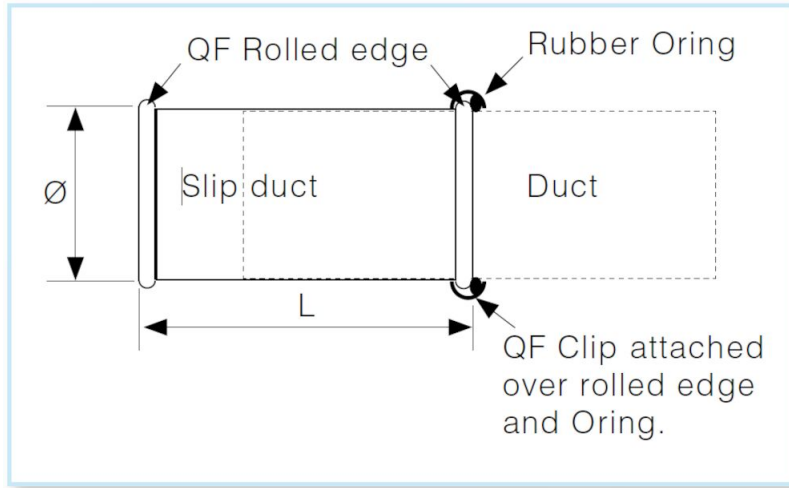 QF Rolled edge
Rubber Oring
Ø
Slip duct
Duct
L
QF Clip attached
over rolled edge
and Oring.